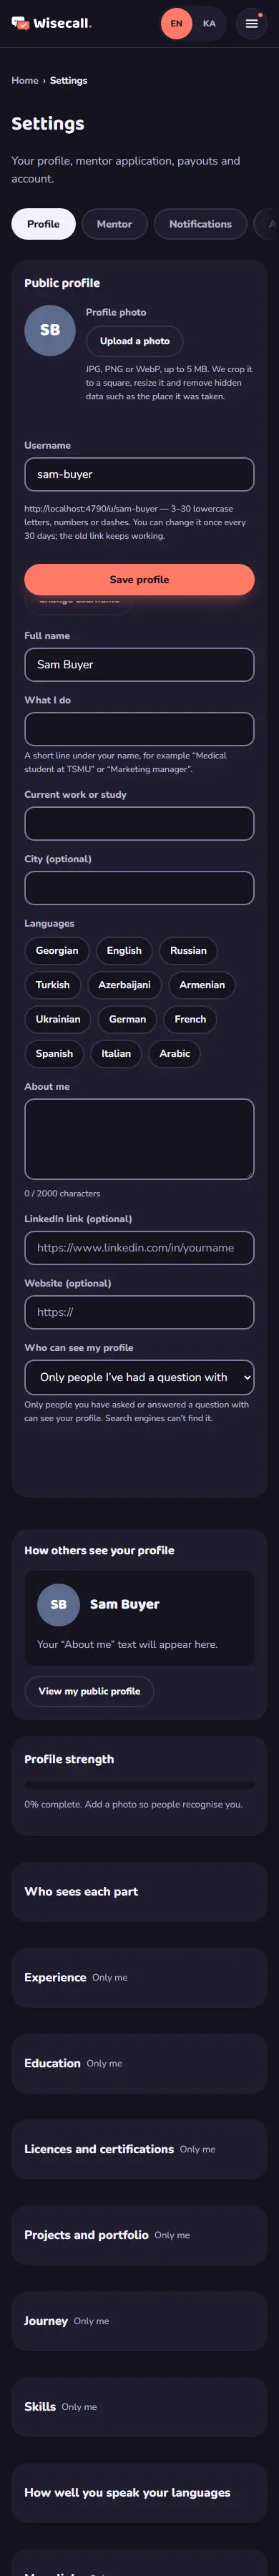 Wisecall.
EN KA
Home › Settings
Settings
Your profile, mentor application, payouts and
account.
Profile Mentor Notifications
Public profile
SB
Profile photo
Upload a photo
JPG, PNG or WebP, up to 5 MB. We crop it
to a square, resize it and remove hidden
data such as the place it was taken.
Username
sam-buyer
http://localhost:4790/u/sam-buyer — 3–30 lowercase
letters, numbers or dashes. You can change it once every
30 days; the old link keeps working.
Save profile
Full name
Sam Buyer
What I do
A short line under your name, for example “Medical
student at TSMU” or “Marketing manager”.
Current work or study
City (optional)
Languages
Georgian English Russian
Turkish Azerbaijani Armenian
Ukrainian German French
Spanish Italian Arabic
About me
0 / 2000 characters
LinkedIn link (optional)
https://www.linkedin.com/in/yourname
Website (optional)
https://
Who can see my profile
Only people I’ve had a question with
Only people you have asked or answered a question with
can see your profile. Search engines can’t find it.
How others see your profile
SB Sam Buyer
Your “About me” text will appear here.
View my public profile
Profile strength
0% complete. Add a photo so people recognise you.
Who sees each part
Experience Only me
Education Only me
Licences and certifications Only me
Projects and portfolio Only me
Journey Only me
Skills Only me
How well you speak your languages